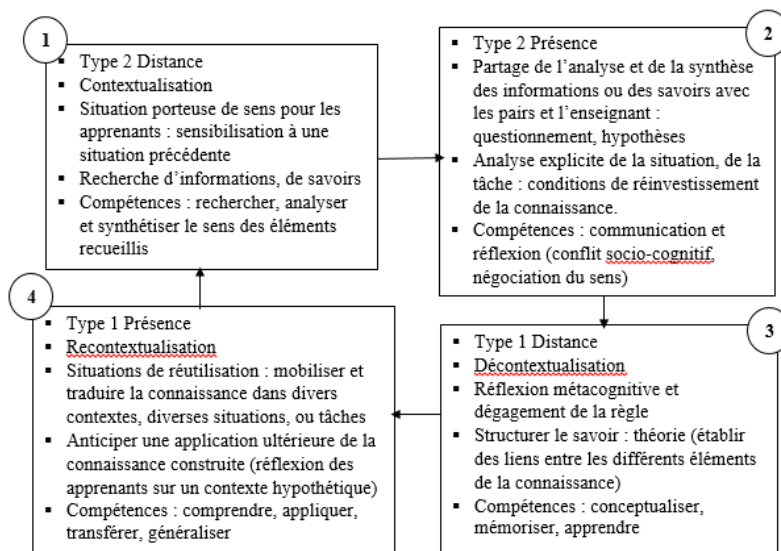 1
▪ Type 2 Distance
▪ Contextualisation
▪ Situation porteuse de sens pour les
apprenants : sensibilisation à une
situation précédente
▪ Recherche d’informations, de savoirs
▪ Compétences : rechercher, analyser
et synthétiser le sens des éléments
recueillis
2
▪ Type 2 Présence
▪ Partage de l’analyse et de la synthèse
des informations ou des savoirs avec
les pairs et l’enseignant :
questionnement, hypothèses
▪ Analyse explicite de la situation, de la
tâche : conditions de réinvestissement
de la connaissance.
▪ Compétences : communication et
réflexion (conflit socio-cognitif,
négociation du sens)
3
▪ Type 1 Distance
▪ Décontextualisation
▪ Réflexion métacognitive et
dégagement de la règle
▪ Structurer le savoir : théorie (établir
des liens entre les différents éléments
de la connaissance)
▪ Compétences : conceptualiser,
mémoriser, apprendre
4
▪ Type 1 Présence
▪ Recontextualisation
▪ Situations de réutilisation : mobiliser et
traduire la connaissance dans divers
contextes, diverses situations, ou tâches
▪ Anticiper une application ultérieure de la
connaissance construite (réflexion des
apprenants sur un contexte hypothétique)
▪ Compétences : comprendre, appliquer,
transférer, généraliser